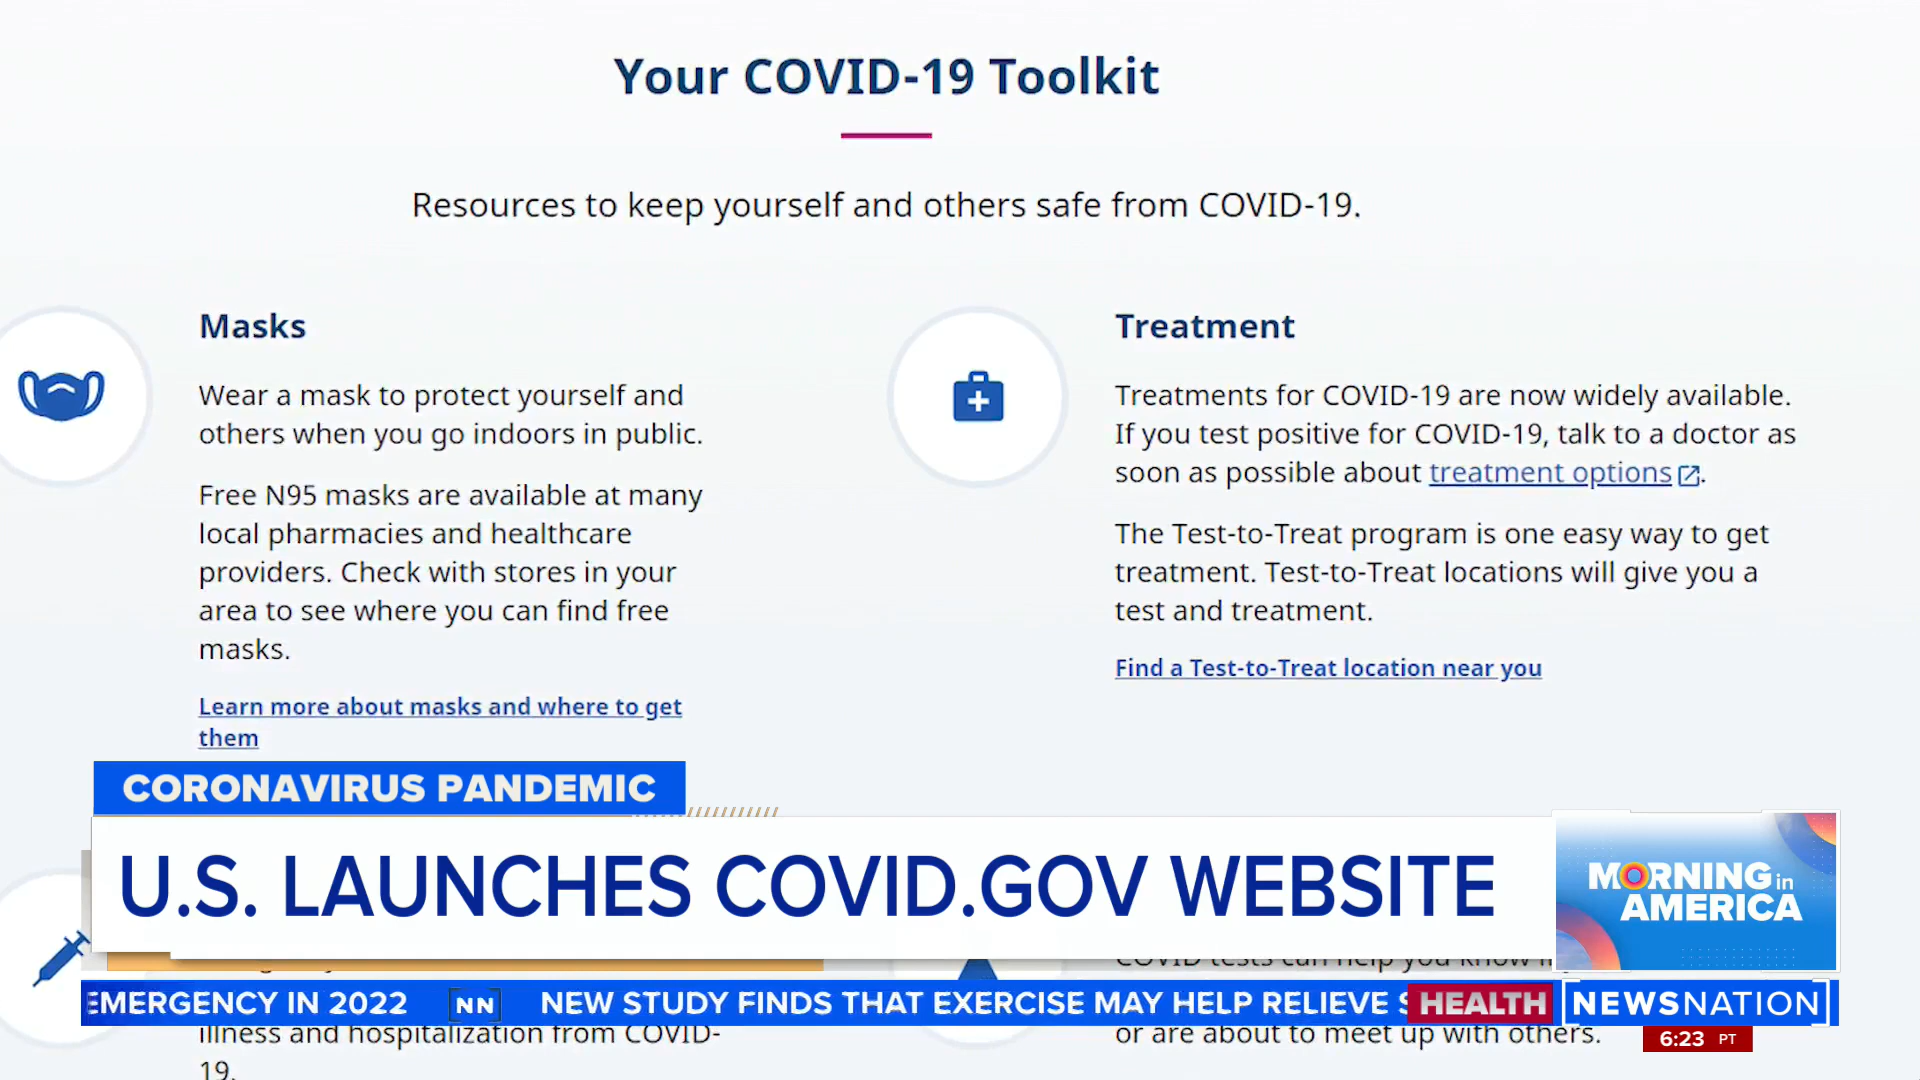 Your COVID-19 Toolkit
Resources to keep yourself and others safe from COVID-19.
Masks
Wear a mask to protect yourself and
others when you go indoors in public.
Free N95 masks are available at many
local pharmacies and healthcare
providers. Check with stores in your
area to see where you can find free
masks.
Learn more about masks and where to get
them
Treatment
Treatments for COVID-19 are now widely available.
If you test positive for COVID-19, talk to a doctor as
soon as possible about treatment options.
The Test-to-Treat program is one easy way to get
treatment. Test-to-Treat locations will give you a
test and treatment.
Find a Test-to-Treat location near you
CORONAVIRUS PANDEMIC
U.S. LAUNCHES COVID.GOV WEBSITE
MORNING in
AMERICA
COVID tests can help you know
EMERGENCY IN 2022 NN NEW STUDY FINDS THAT EXERCISE MAY HELP RELIEVE S
HEALTH
NEWSNATION
illness and hospitalization from COVID-
19.
or are about to meet up with others.
6:23 PT